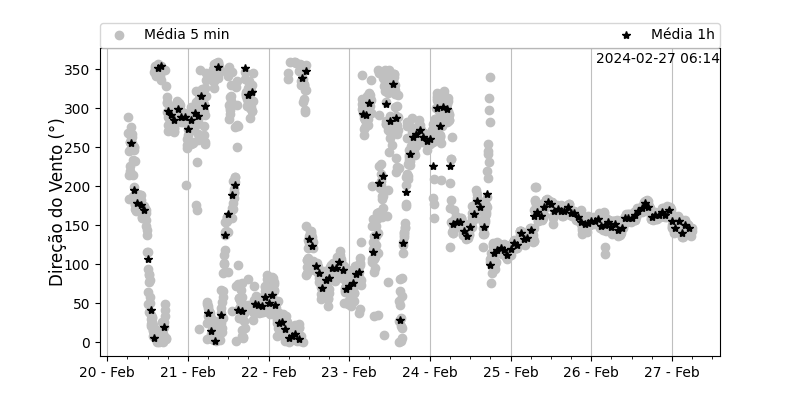 Média 5 min
Média 1h
2024-02-27 06:14
Direção do Vento (°)
350
300
250
200
150
100
50
0
20 - Feb
21 - Feb
22 - Feb
23 - Feb
24 - Feb
25 - Feb
26 - Feb
27 - Feb